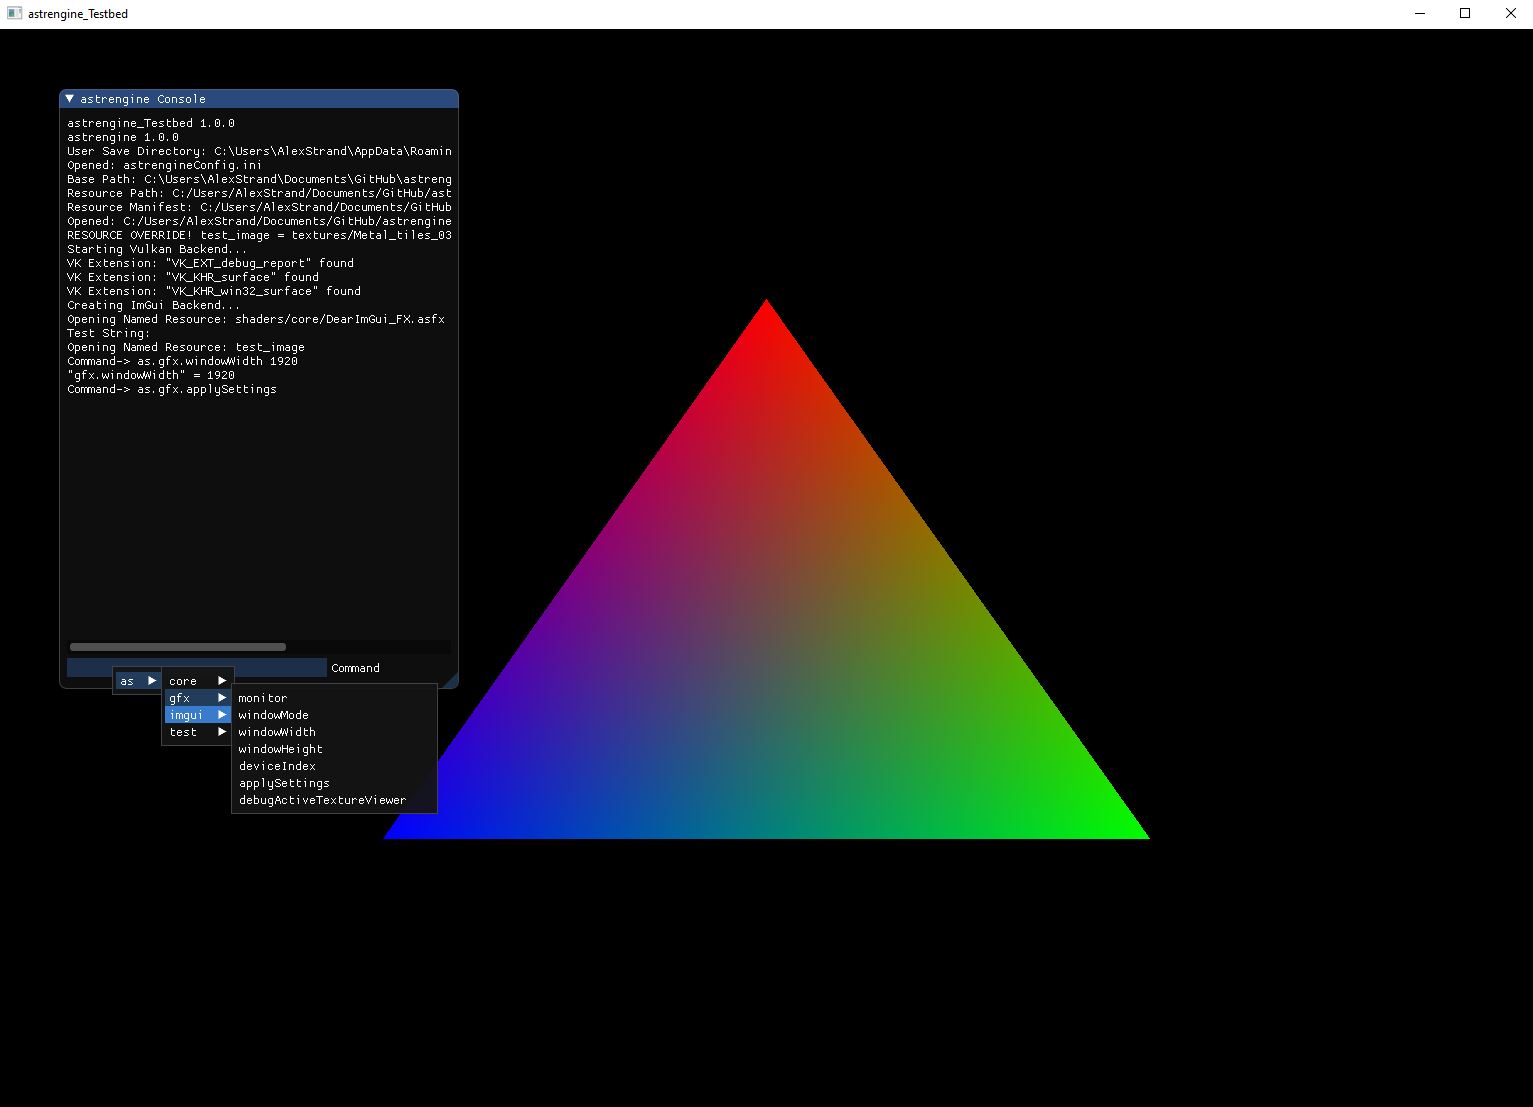 astrengine_Testbed
astrengine Console
astrengine_Testbed 1.0.0
astrengine 1.0.0
User Save Directory: C:\Users\AlexStrand\AppData\Roamin
Opened: astrengineConfig.ini
Base Path: C:\Users\AlexStrand\Documents\GitHub\astreng
Resource Path: C:/Users/AlexStrand/Documents/GitHub/ast
Resource Manifest: C:/Users/AlexStrand/Documents/GitHub
Opened: C:/Users/AlexStrand/Documents/GitHub/astrengine
RESOURCE OVERRIDE! test_image = textures/Metal_tiles_03
Starting Vulkan Backend...
VK Extension: "VK_EXT_debug_report" found
VK Extension: "VK_KHR_surface" found
VK Extension: "VK_KHR_win32_surface" found
Creating ImGui Backend...
Opening Named Resource: shaders/core/DearImGui_FX.asfx
Test String:
Opening Named Resource: test_image
Command-> as.gfx.windowWidth 1920
"gfx.windowWidth" = 1920
Command-> as.gfx.applySettings
Command
as
core
gfx
imgui
test
monitor
windowMode
windowWidth
windowHeight
deviceIndex
applySettings
debugActiveTextureViewer